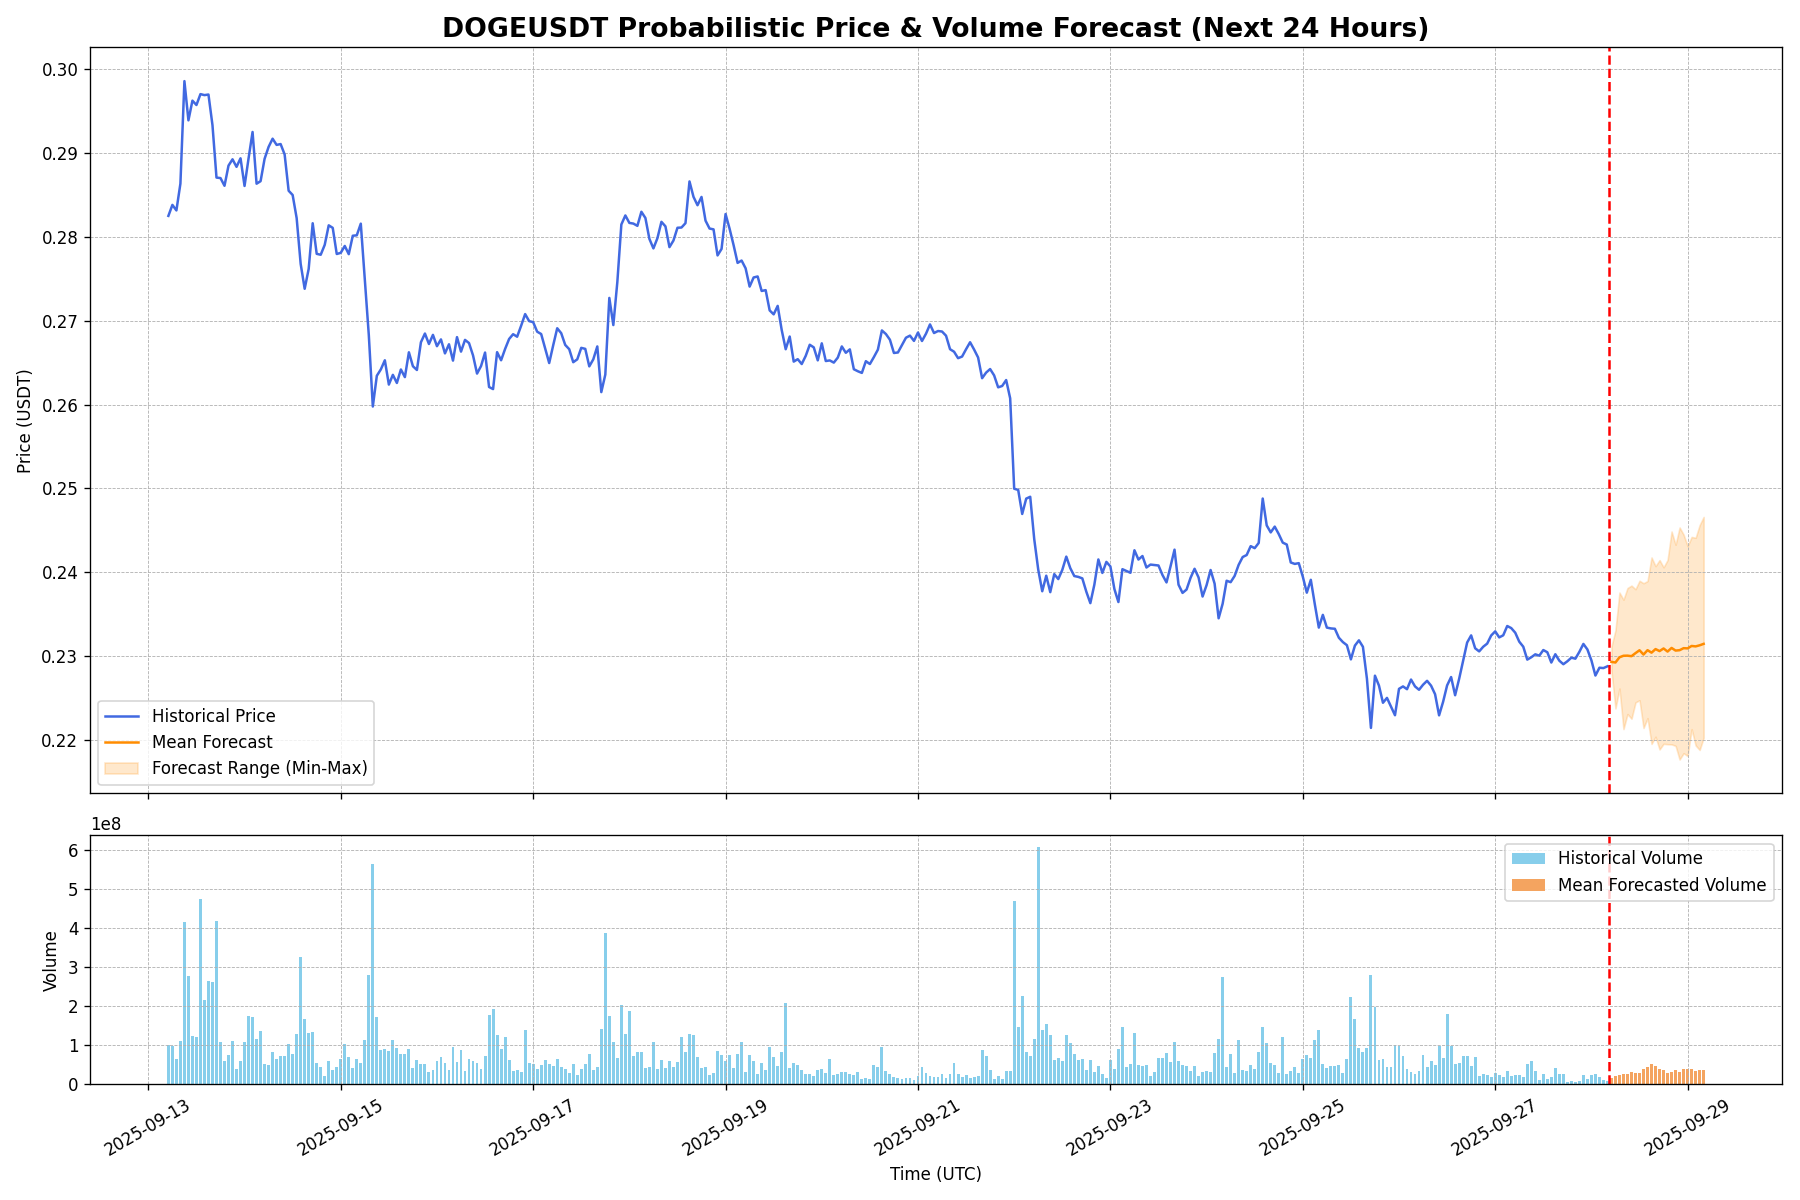 DOGEUSDT Probabilistic Price & Volume Forecast (Next 24 Hours)
0.30
0.29
0.28
0.27
0.26
0.25
0.24
0.23
0.22
Price (USDT)
Historical Price
Mean Forecast
Forecast Range (Min-Max)
1e8
6
5
4
3
2
1
0
Volume
Historical Volume
Mean Forecasted Volume
2025-09-13
2025-09-15
2025-09-17
2025-09-19
2025-09-21
2025-09-23
2025-09-25
2025-09-27
2025-09-29
Time (UTC)